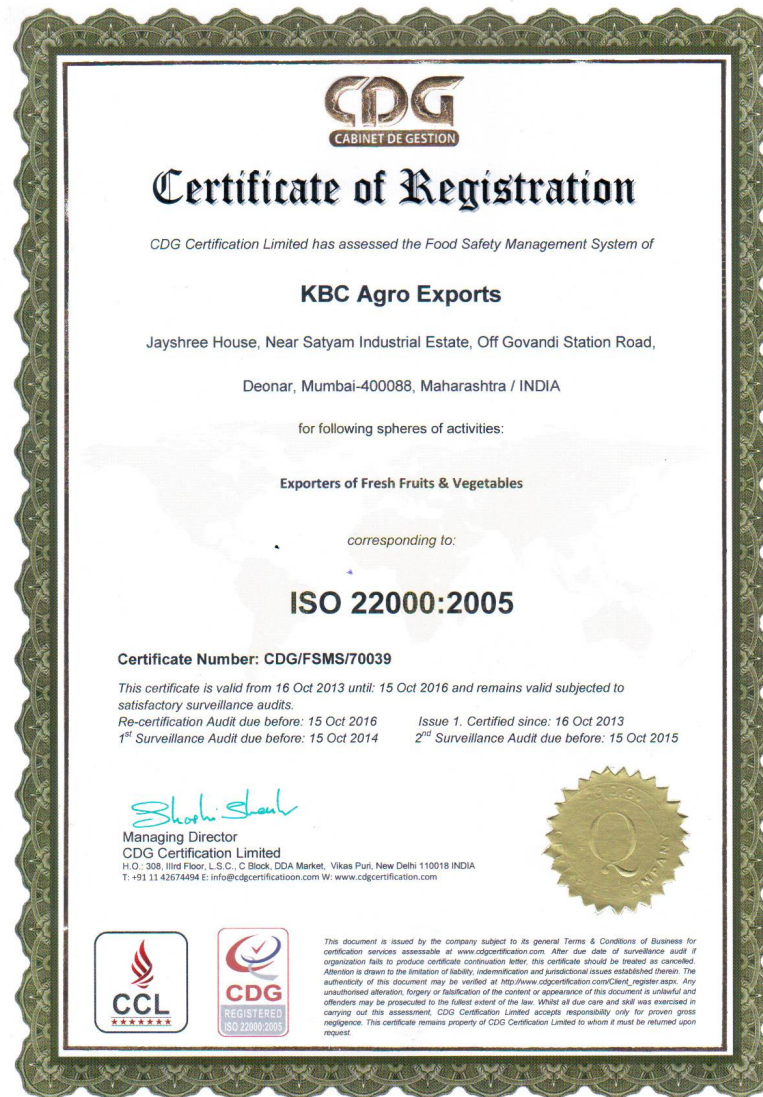 CDG
CABINET DE GESTION
Certificate of Registration
CDG Certification Limited has assessed the Food Safety Management System of
KBC Agro Exports
Jayshree House, Near Satyam Industrial Estate, Off Govandi Station Road,
Deonar, Mumbai-400088, Maharashtra / INDIA
for following spheres of activities:
Exporters of Fresh Fruits & Vegetables
corresponding to:
ISO 22000:2005
Certificate Number: CDG/FSMS/70039
This certificate is valid from 16 Oct 2013 until: 15 Oct 2016 and remains valid subjected to
satisfactory surveillance audits.
Re-certification Audit due before: 15 Oct 2016 Issue 1. Certified since: 16 Oct 2013
1st Surveillance Audit due before: 15 Oct 2014 2nd Surveillance Audit due before: 15 Oct 2015
Managing Director
CDG Certification Limited
H.O.: 308, IIIrd Floor, L.S.C., C Block, DDA Market, Vikas Puri, New Delhi 110018 INDIA
T: +91 11 42674494 E: info@cdgcertificatioon.com W: www.cdgcertification.com
Q
COMPANY
CCL
CDG
REGISTERED
ISO 22000:2005
This document is issued by the company subject to its general Terms & Conditions of Business for
certification services assessable at www.cdgcertification.com. After due date of surveillance audit if
organization fails to produce certificate continuation letter, this certificate should be treated as cancelled.
Attention is drawn to the limitation of liability, indemnification and jurisdictional issues established therein. The
authenticity of this document may be verified at http://www.cdgcertification.com/Client_register.aspx. Any
unauthorised alteration, forgery or falsification of the content or appearance of this document is unlawful and
offenders may be prosecuted to the fullest extent of the law. Whilst all due care and skill was exercised in
carrying out this assessment, CDG Certification Limited accepts responsibility only for proven gross
negligence. This certificate remains property of CDG Certification Limited to whom it must be returned upon
request.